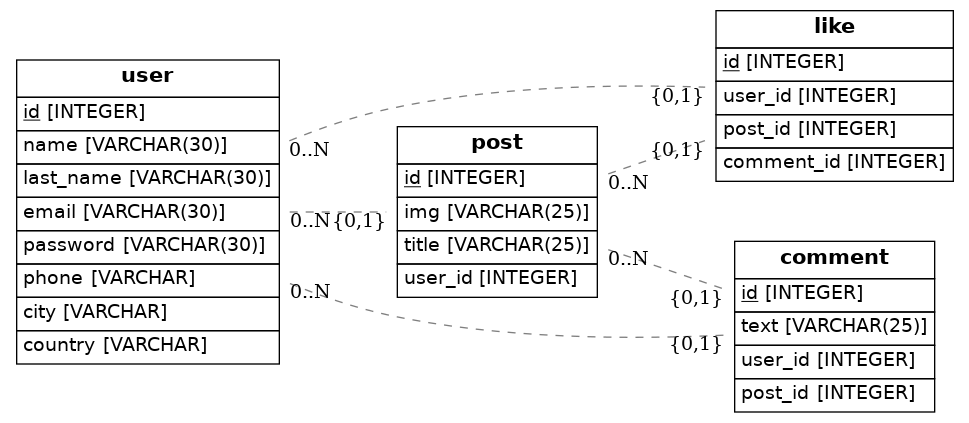 user
id [INTEGER]
name [VARCHAR(30)]
last_name [VARCHAR(30)]
email [VARCHAR(30)]
password [VARCHAR(30)]
phone [VARCHAR]
city [VARCHAR]
country [VARCHAR]
0..N
0..N
{0,1}
0..N
post
id [INTEGER]
img [VARCHAR(25)]
title [VARCHAR(25)]
user_id [INTEGER]
0..N
0..N
{0,1}
{0,1}
{0,1}
{0,1}
like
id [INTEGER]
user_id [INTEGER]
post_id [INTEGER]
comment_id [INTEGER]
comment
id [INTEGER]
text [VARCHAR(25)]
user_id [INTEGER]
post_id [INTEGER]